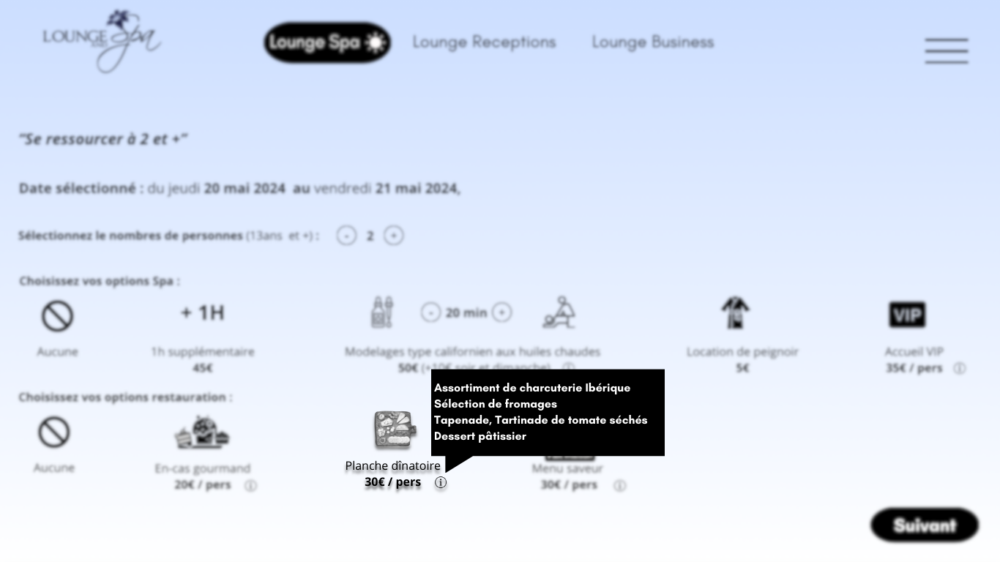 LOUNGE Spa
Lounge Spa
Lounge Receptions
Lounge Business
"Se ressourcer à 2 et +"
Date sélectionné : du jeudi 20 mai 2024 au vendredi 21 mai 2024,
Sélectionnez le nombres de personnes (13ans et +) : - 2 +
Choisissez vos options Spa :
+ 1H
- 20 min +
VIP
Aucune
1h supplémentaire
Modelages type californien aux huiles chaudes
Location de peignoir
Accueil VIP
45€
50€ (+10€ soir et dimanche)
5€
35€ / pers
Assortiment de charcuterie Ibérique
Sélection de fromages
Tapenade, Tartinade de tomate séchés
Dessert pâtissier
Choisissez vos options restauration :
Aucune
En-cas gourmand
Planche dînatoire
Menu saveur
20€ / pers
30€ / pers
30€ / pers
Suivant